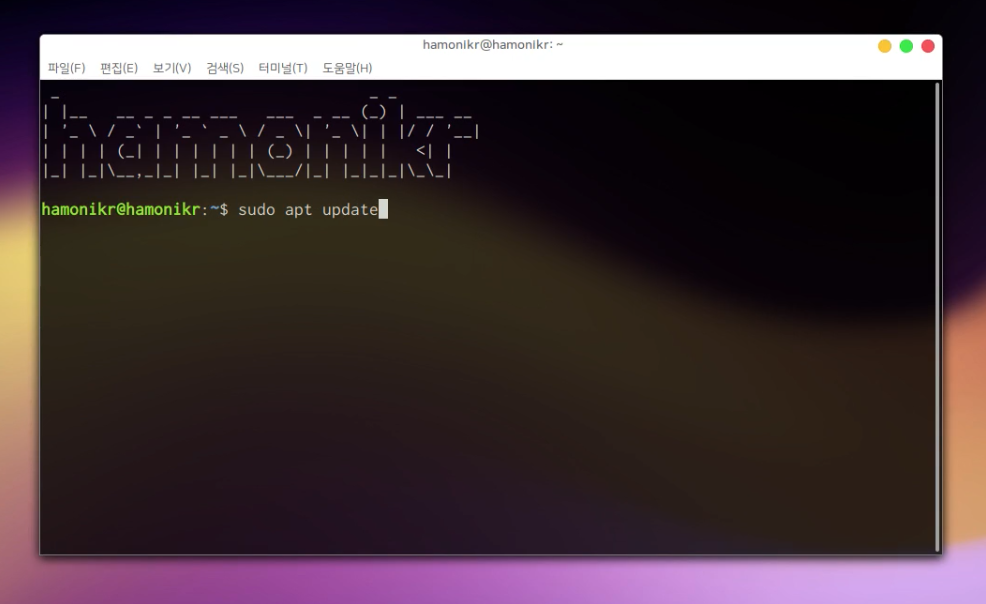 hamonikr@hamonikr: ~
파일(F) 편집(E) 보기(V) 검색(S) 터미널(T) 도움말(H)
hamonikr
hamonikr@hamonikr:~$ sudo apt update